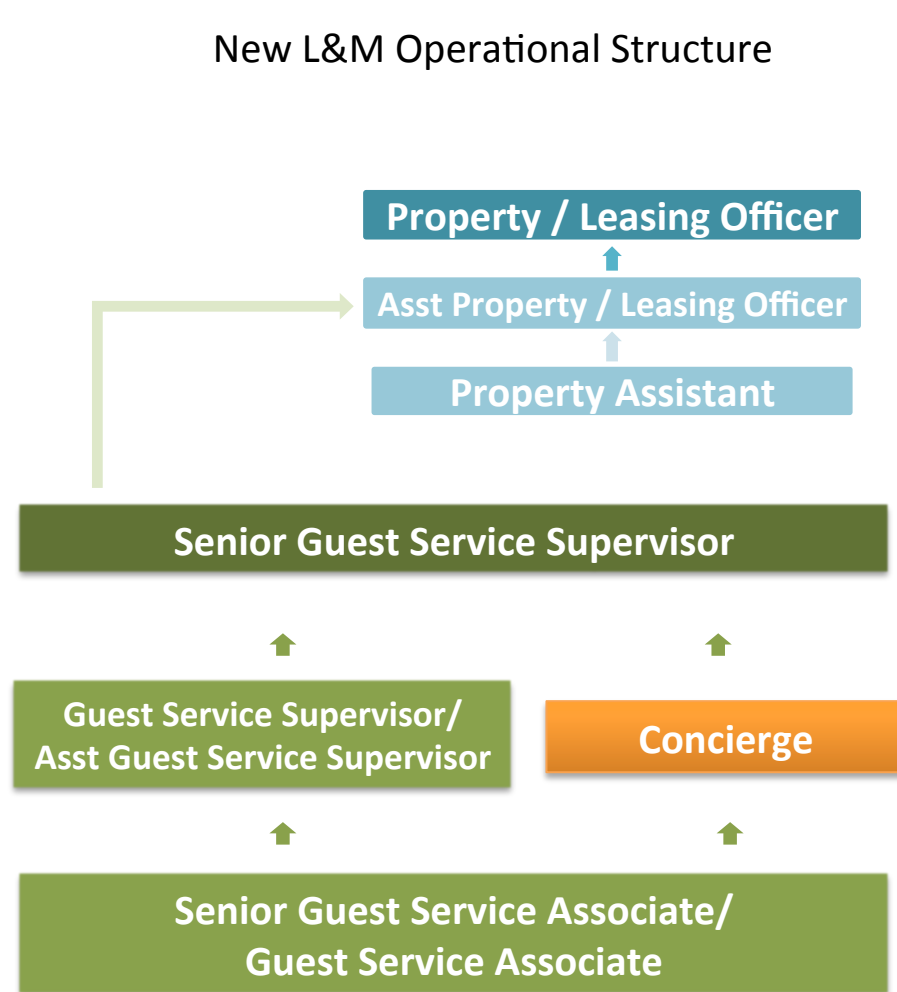 New L&M Operational Structure
Property / Leasing Officer
Asst Property / Leasing Officer
Property Assistant
Senior Guest Service Supervisor
Guest Service Supervisor/
Asst Guest Service Supervisor
Concierge
Senior Guest Service Associate/
Guest Service Associate